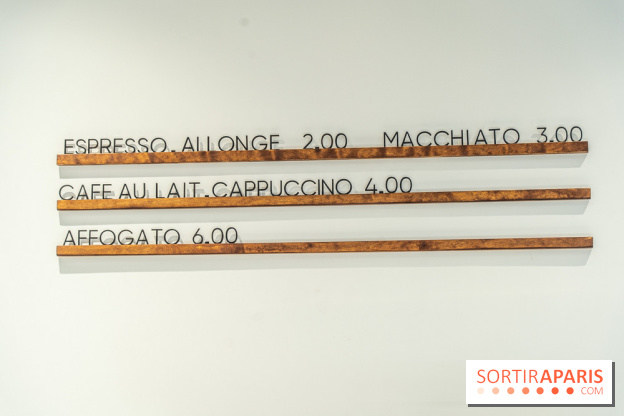 ESPRESSO. ALLONGE 2.00 MACCHIATO 3.00
CAFE AU LAIT. CAPPUCCINO 4.00
AFFOGATO 6.00
SORTIRAPARIS
.COM